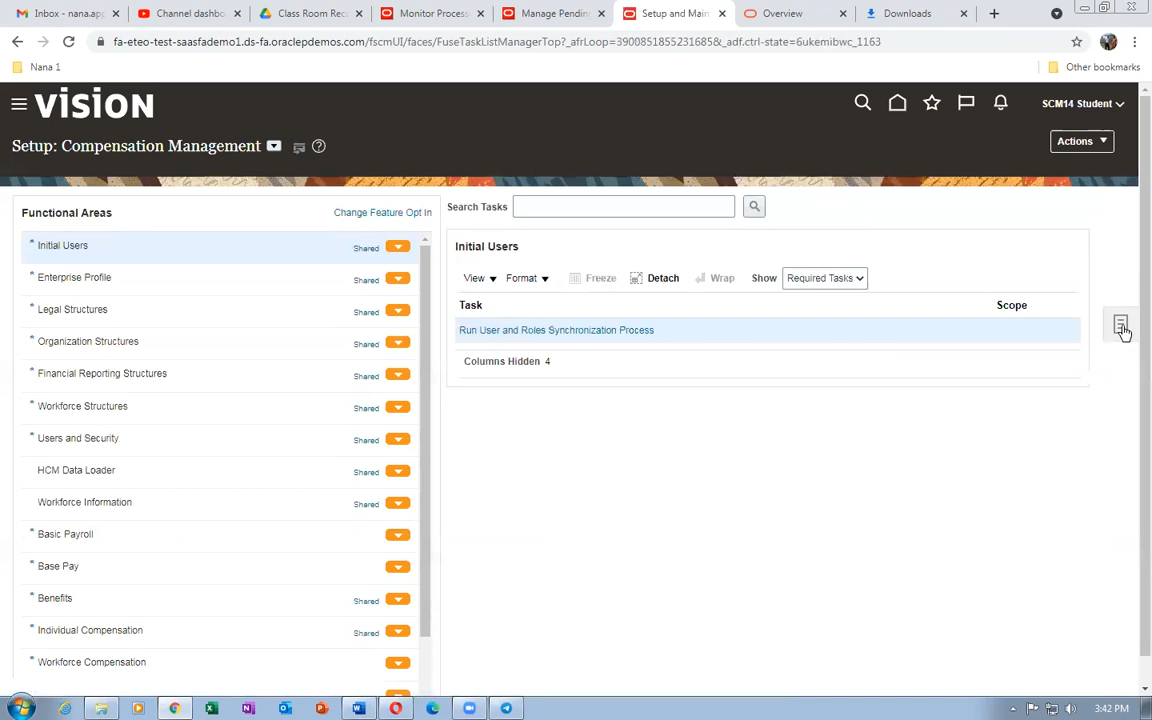 Inbox - nana.app
Channel dashbo
Class Room Rec
Monitor Process
Manage Pending
Setup and Main
Overview
Downloads
fa-eteo-test-saasfademo1.ds-fa.oraclepdemos.com/fscmUI/faces/FuseTaskListManagerTop?_afrLoop=3900851855231685&_adf.ctrl-state=6ukemibwc_1163
Nana 1
Other bookmarks
VISION
SCM14 Student
Setup: Compensation Management
Actions
Functional Areas
Change Feature Opt In
Search Tasks
* Initial Users Shared
* Enterprise Profile Shared
* Legal Structures Shared
* Organization Structures Shared
* Financial Reporting Structures Shared
* Workforce Structures Shared
* Users and Security Shared
HCM Data Loader Shared
Workforce Information Shared
* Basic Payroll
* Base Pay
* Benefits Shared
* Individual Compensation Shared
* Workforce Compensation
Initial Users
View Format Freeze Detach Wrap Show Required Tasks
Task Scope
Run User and Roles Synchronization Process
Columns Hidden 4
3:42 PM